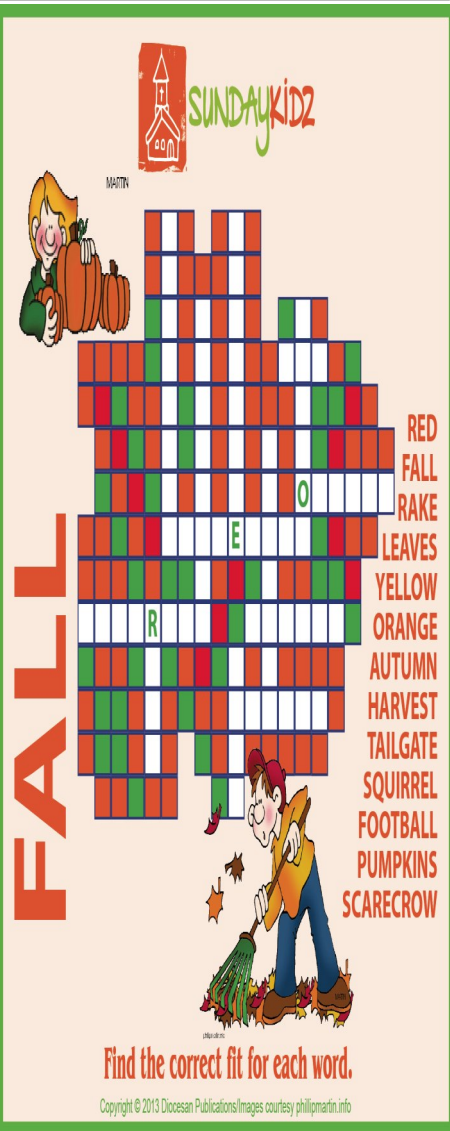 SUNDAYKIDZ
MARTIN
FALL
O
E
R
RED
FALL
RAKE
LEAVES
YELLOW
ORANGE
AUTUMN
HARVEST
TAILGATE
SQUIRREL
FOOTBALL
PUMPKINS
SCARECROW
MARTIN
Find the correct fit for each word.
Copyright © 2013 Diocesan Publications/Images courtesy phillipmartin.info